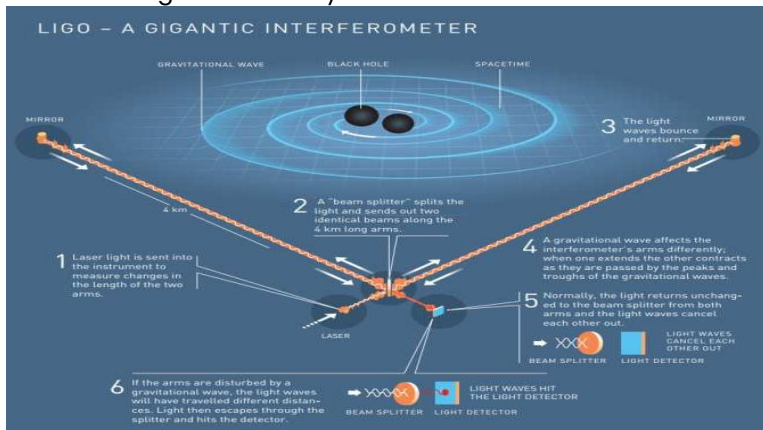 LIGO – A GIGANTIC INTERFEROMETER
GRAVITATIONAL WAVE
BLACK HOLE
SPACETIME
MIRROR
3 The light
waves bounce
and return.
MIRROR
4 km
2 A "beam splitter" splits the
light and sends out two
identical beams along the
4 km long arms.
1 Laser light is sent into
the instrument to
measure changes in
the length of the two
arms.
4 A gravitational wave affects the
interferometer's arms differently;
when one extends the other contracts
as they are passed by the peaks and
troughs of the gravitational waves.
5 Normally, the light returns unchang-
ed to the beam splitter from both
arms and the light waves cancel
each other out.
LASER
LIGHT WAVES
CANCEL EACH
OTHER OUT
BEAM SPLITTER
LIGHT DETECTOR
6 If the arms are disturbed by a
gravitational wave, the light waves
will have travelled different distan-
ces. Light then escapes through the
splitter and hits the detector.
LIGHT WAVES HIT
THE LIGHT DETECTOR
BEAM SPLITTER
LIGHT DETECTOR